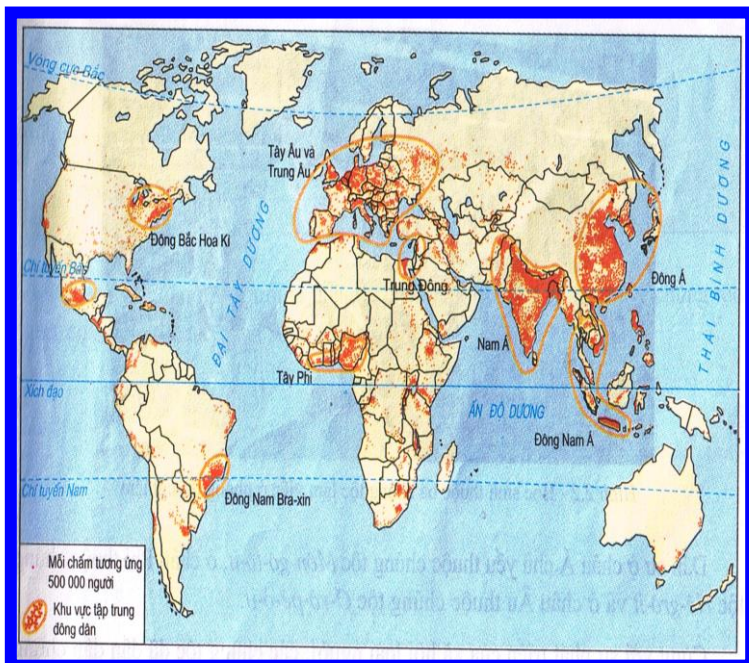 Vòng cực Bắc
Tây Âu và
Trung Âu
Đông Bắc Hoa Kì
ĐẠI TÂY DƯƠNG
THÁI BÌNH DƯƠNG
Chí tuyến Bắc
Trung Đông
Đông Á
Nam Á
Tây Phi
Xích đạo
ẤN ĐỘ DƯƠNG
Đông Nam Á
Chí tuyến Nam
Đông Nam Bra-xin
Mỗi chấm tương ứng
500 000 người
Khu vực tập trung
đông dân